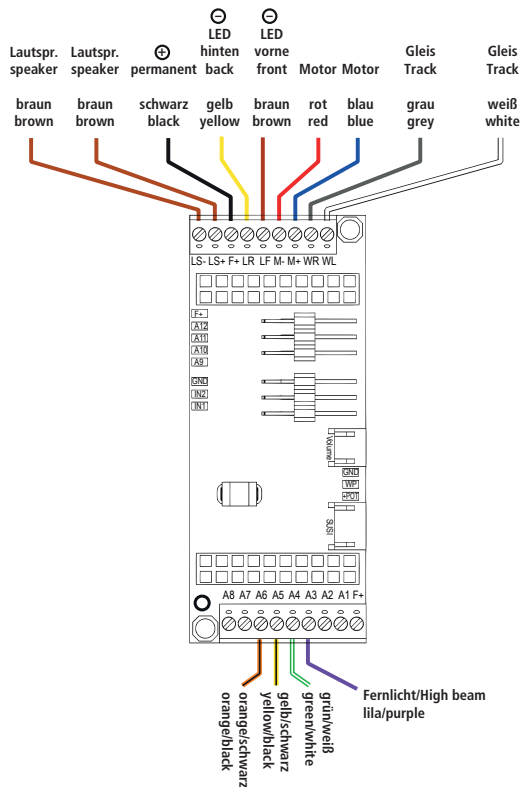 Lautspr.
speaker
braun
brown
Lautspr.
speaker
braun
brown
permanent
schwarz
black
LED
hinten
back
gelb
yellow
LED
vorne
front
braun
brown
Motor
rot
red
Motor
blau
blue
Gleis
Track
grau
grey
Gleis
Track
weiß
white
LS- LS+ F+ LR LF M- M+ WR WL
F+
A12
A11
A10
A9
GND
IN2
IN1
Volume
GND
WP
+POT
SUSI
A8 A7 A6 A5 A4 A3 A2 A1 F+
orange/schwarz
orange/black
gelb/schwarz
yellow/black
grün/weiß
green/white
Fernlicht/High beam
lila/purple